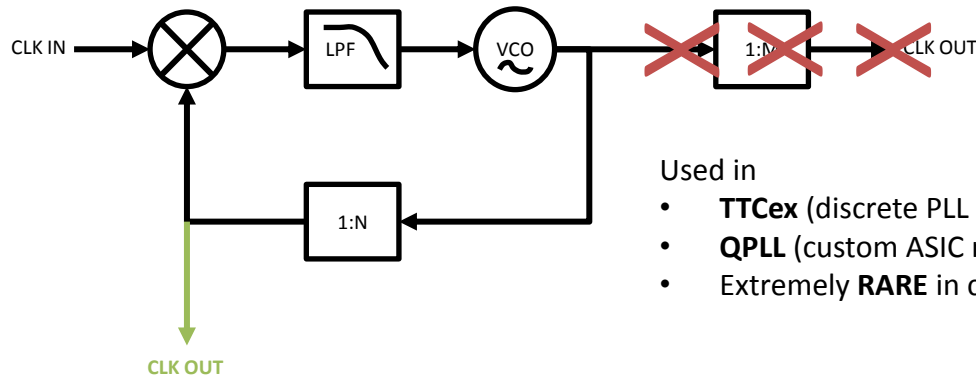 CLK IN
LPF
VCO
1:M
CLK OUT
1:N
CLK OUT
Used in
• TTCex (discrete PLL
• QPLL (custom ASIC
• Extremely RARE in